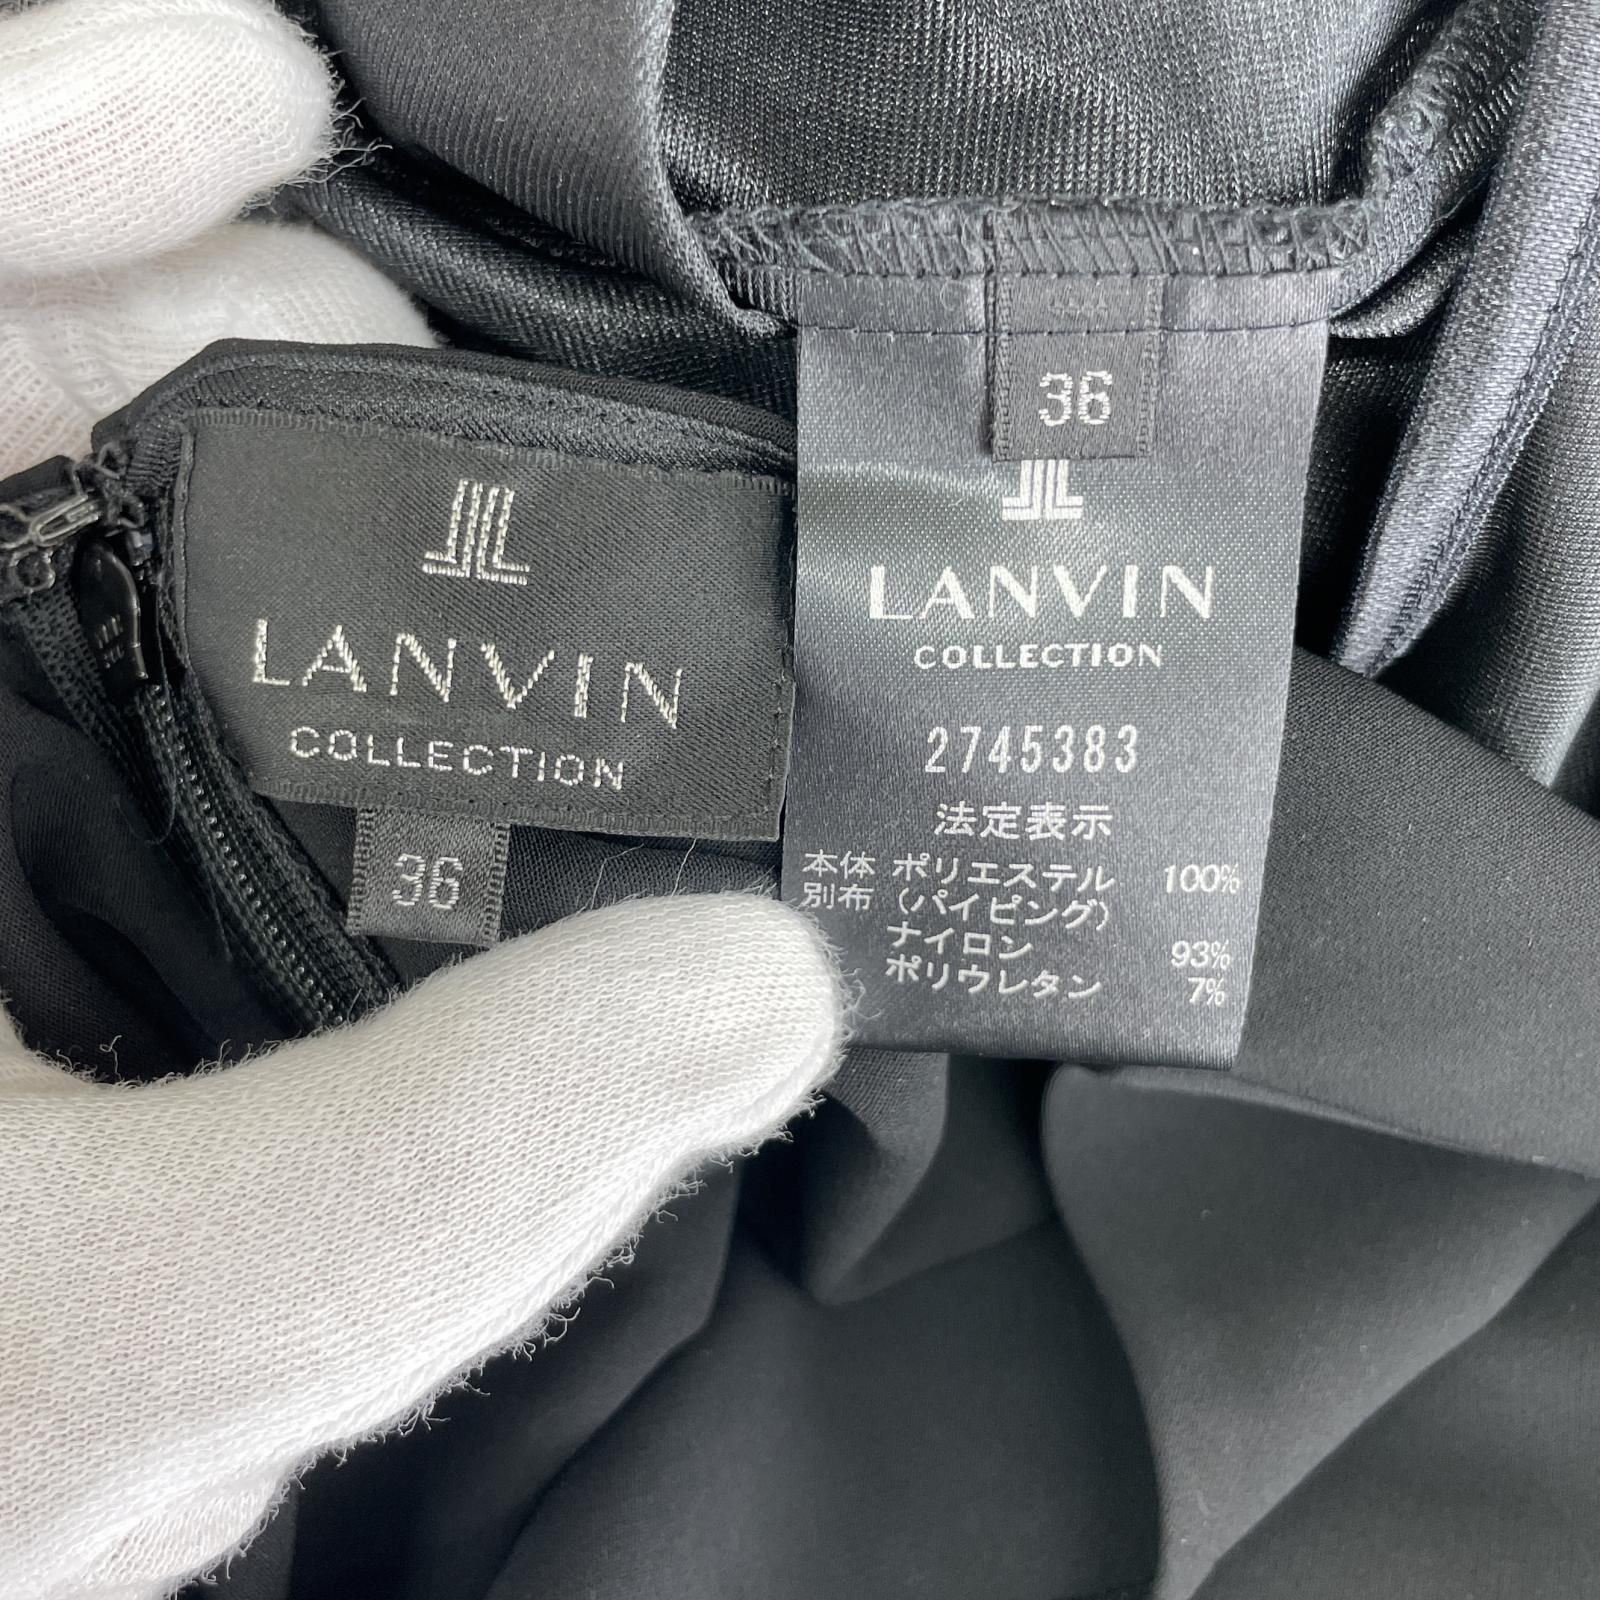 LANVIN
COLLECTION
36
36
LANVIN
COLLECTION
2745383
法定表示
本体 ポリエステル 100%
別布 (パイピング)
ナイロン 93%
ポリウレタン 7%